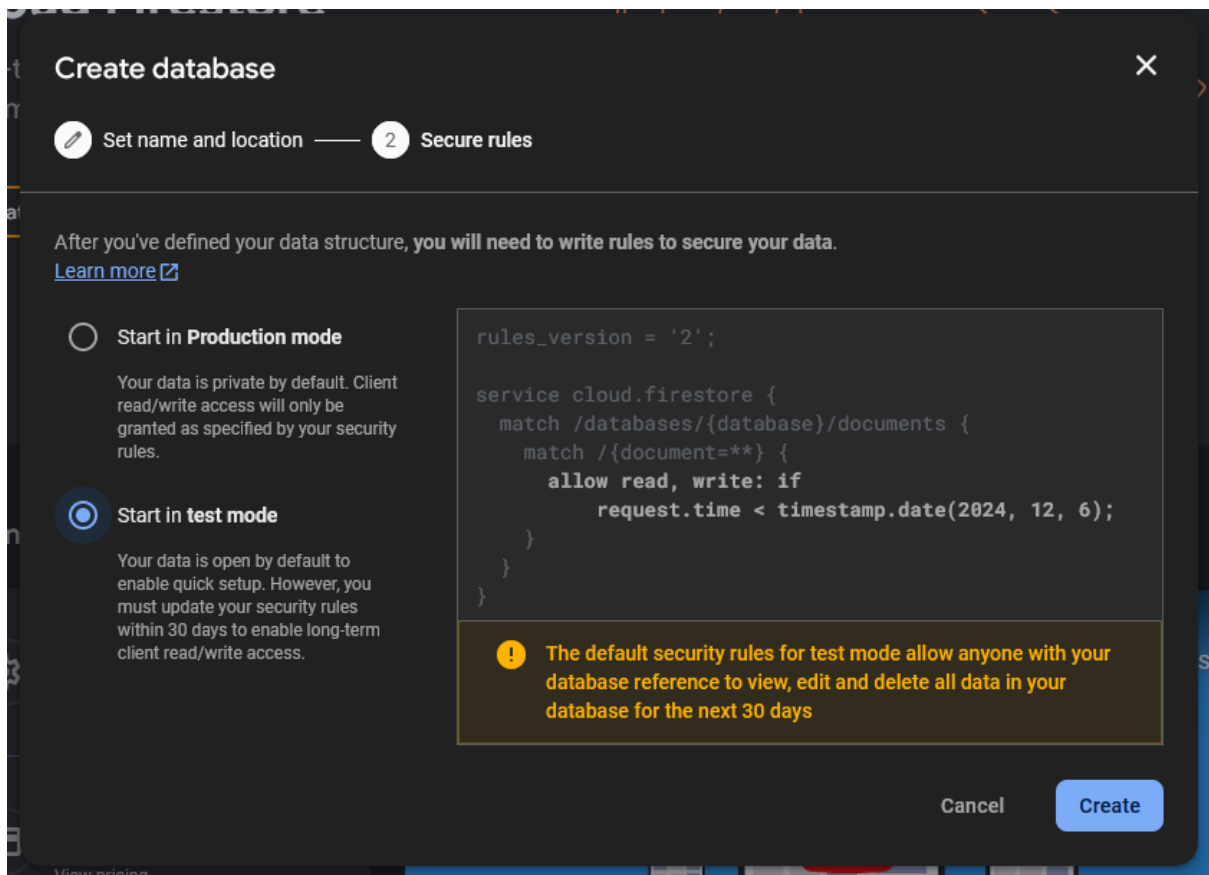 Create database
Set name and location
2
Secure rules
After you've defined your data structure, you will need to write rules to secure your data.
Learn more
Start in Production mode
Your data is private by default. Client
read/write access will only be
granted as specified by your security
rules.
Start in test mode
Your data is open by default to
enable quick setup. However, you
must update your security rules
within 30 days to enable long-term
client read/write access.
rules_version = '2';
service cloud.firestore {
match /databases/{database}/documents {
match /{document=**} {
allow read, write: if
request.time < timestamp.date(2024, 12, 6);
}
}
}
The default security rules for test mode allow anyone with your
database reference to view, edit and delete all data in your
database for the next 30 days
Cancel
Create
View pricing